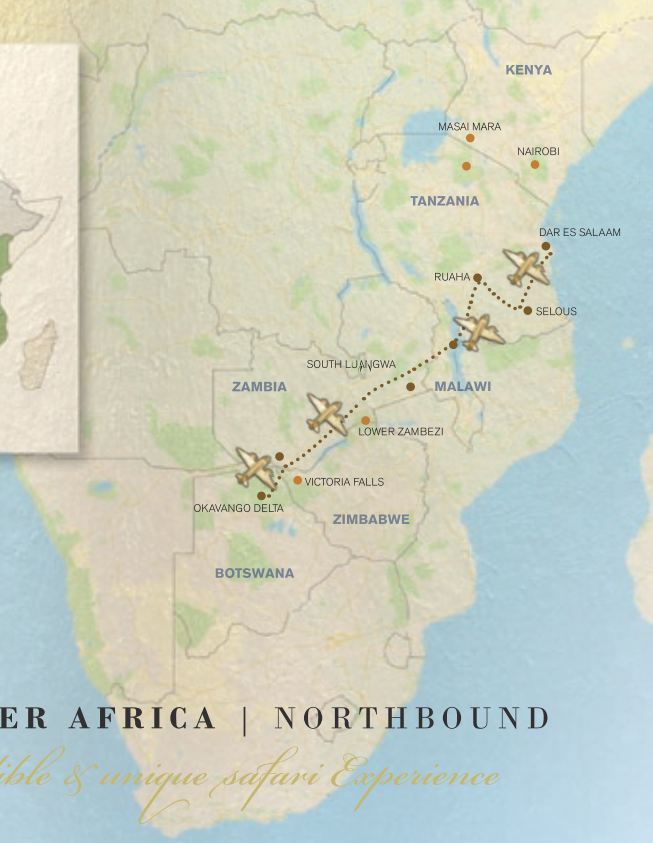 KENYA
MASAI MARA
NAIROBI
TANZANIA
DAR ES SALAAM
RUAHA
SELOUS
SOUTH LUANGWA
ZAMBIA
MALAWI
LOWER ZAMBEZI
VICTORIA FALLS
OKAVANGO DELTA
ZIMBABWE
BOTSWANA
ER AFRICA | NORTHBOUND
ible & unique safari Experience